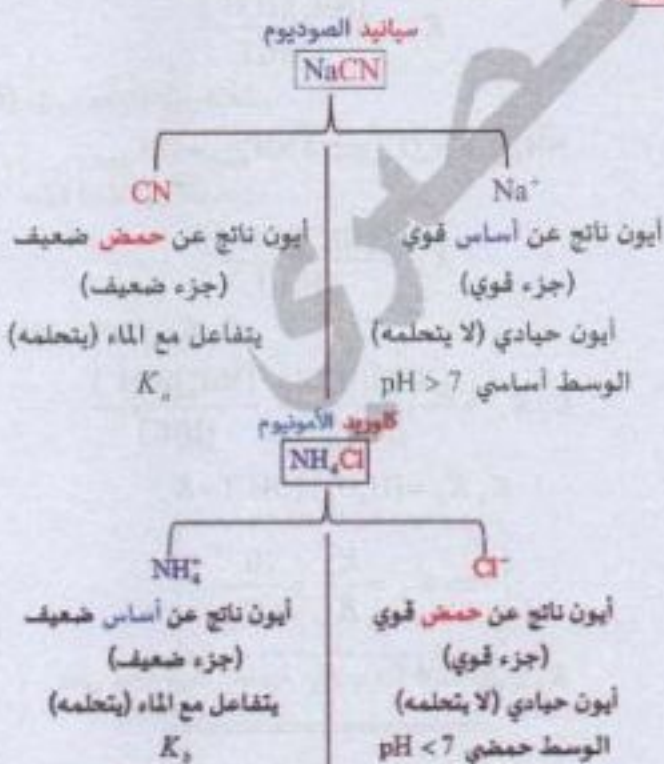 سيانيد الصوديوم
NaCN
Na⁺
أيون ناتج عن أساس قوي
(جزء قوي)
أيون حيادي (لا يتحلمه)
الوسط أساسي pH > 7
CN
أيون ناتج عن حمض ضعيف
(جزء ضعيف)
يتفاعل مع الماء (يتحلمه)
Kₐ
كلوريد الأمونيوم
NH₄Cl
Cl⁻
أيون ناتج عن حمض قوي
(جزء قوي)
أيون حيادي (لا يتحلمه)
الوسط حمضي pH < 7
NH₄⁺
أيون ناتج عن أساس ضعيف
(جزء ضعيف)
يتفاعل مع الماء (يتحلمه)
K_b